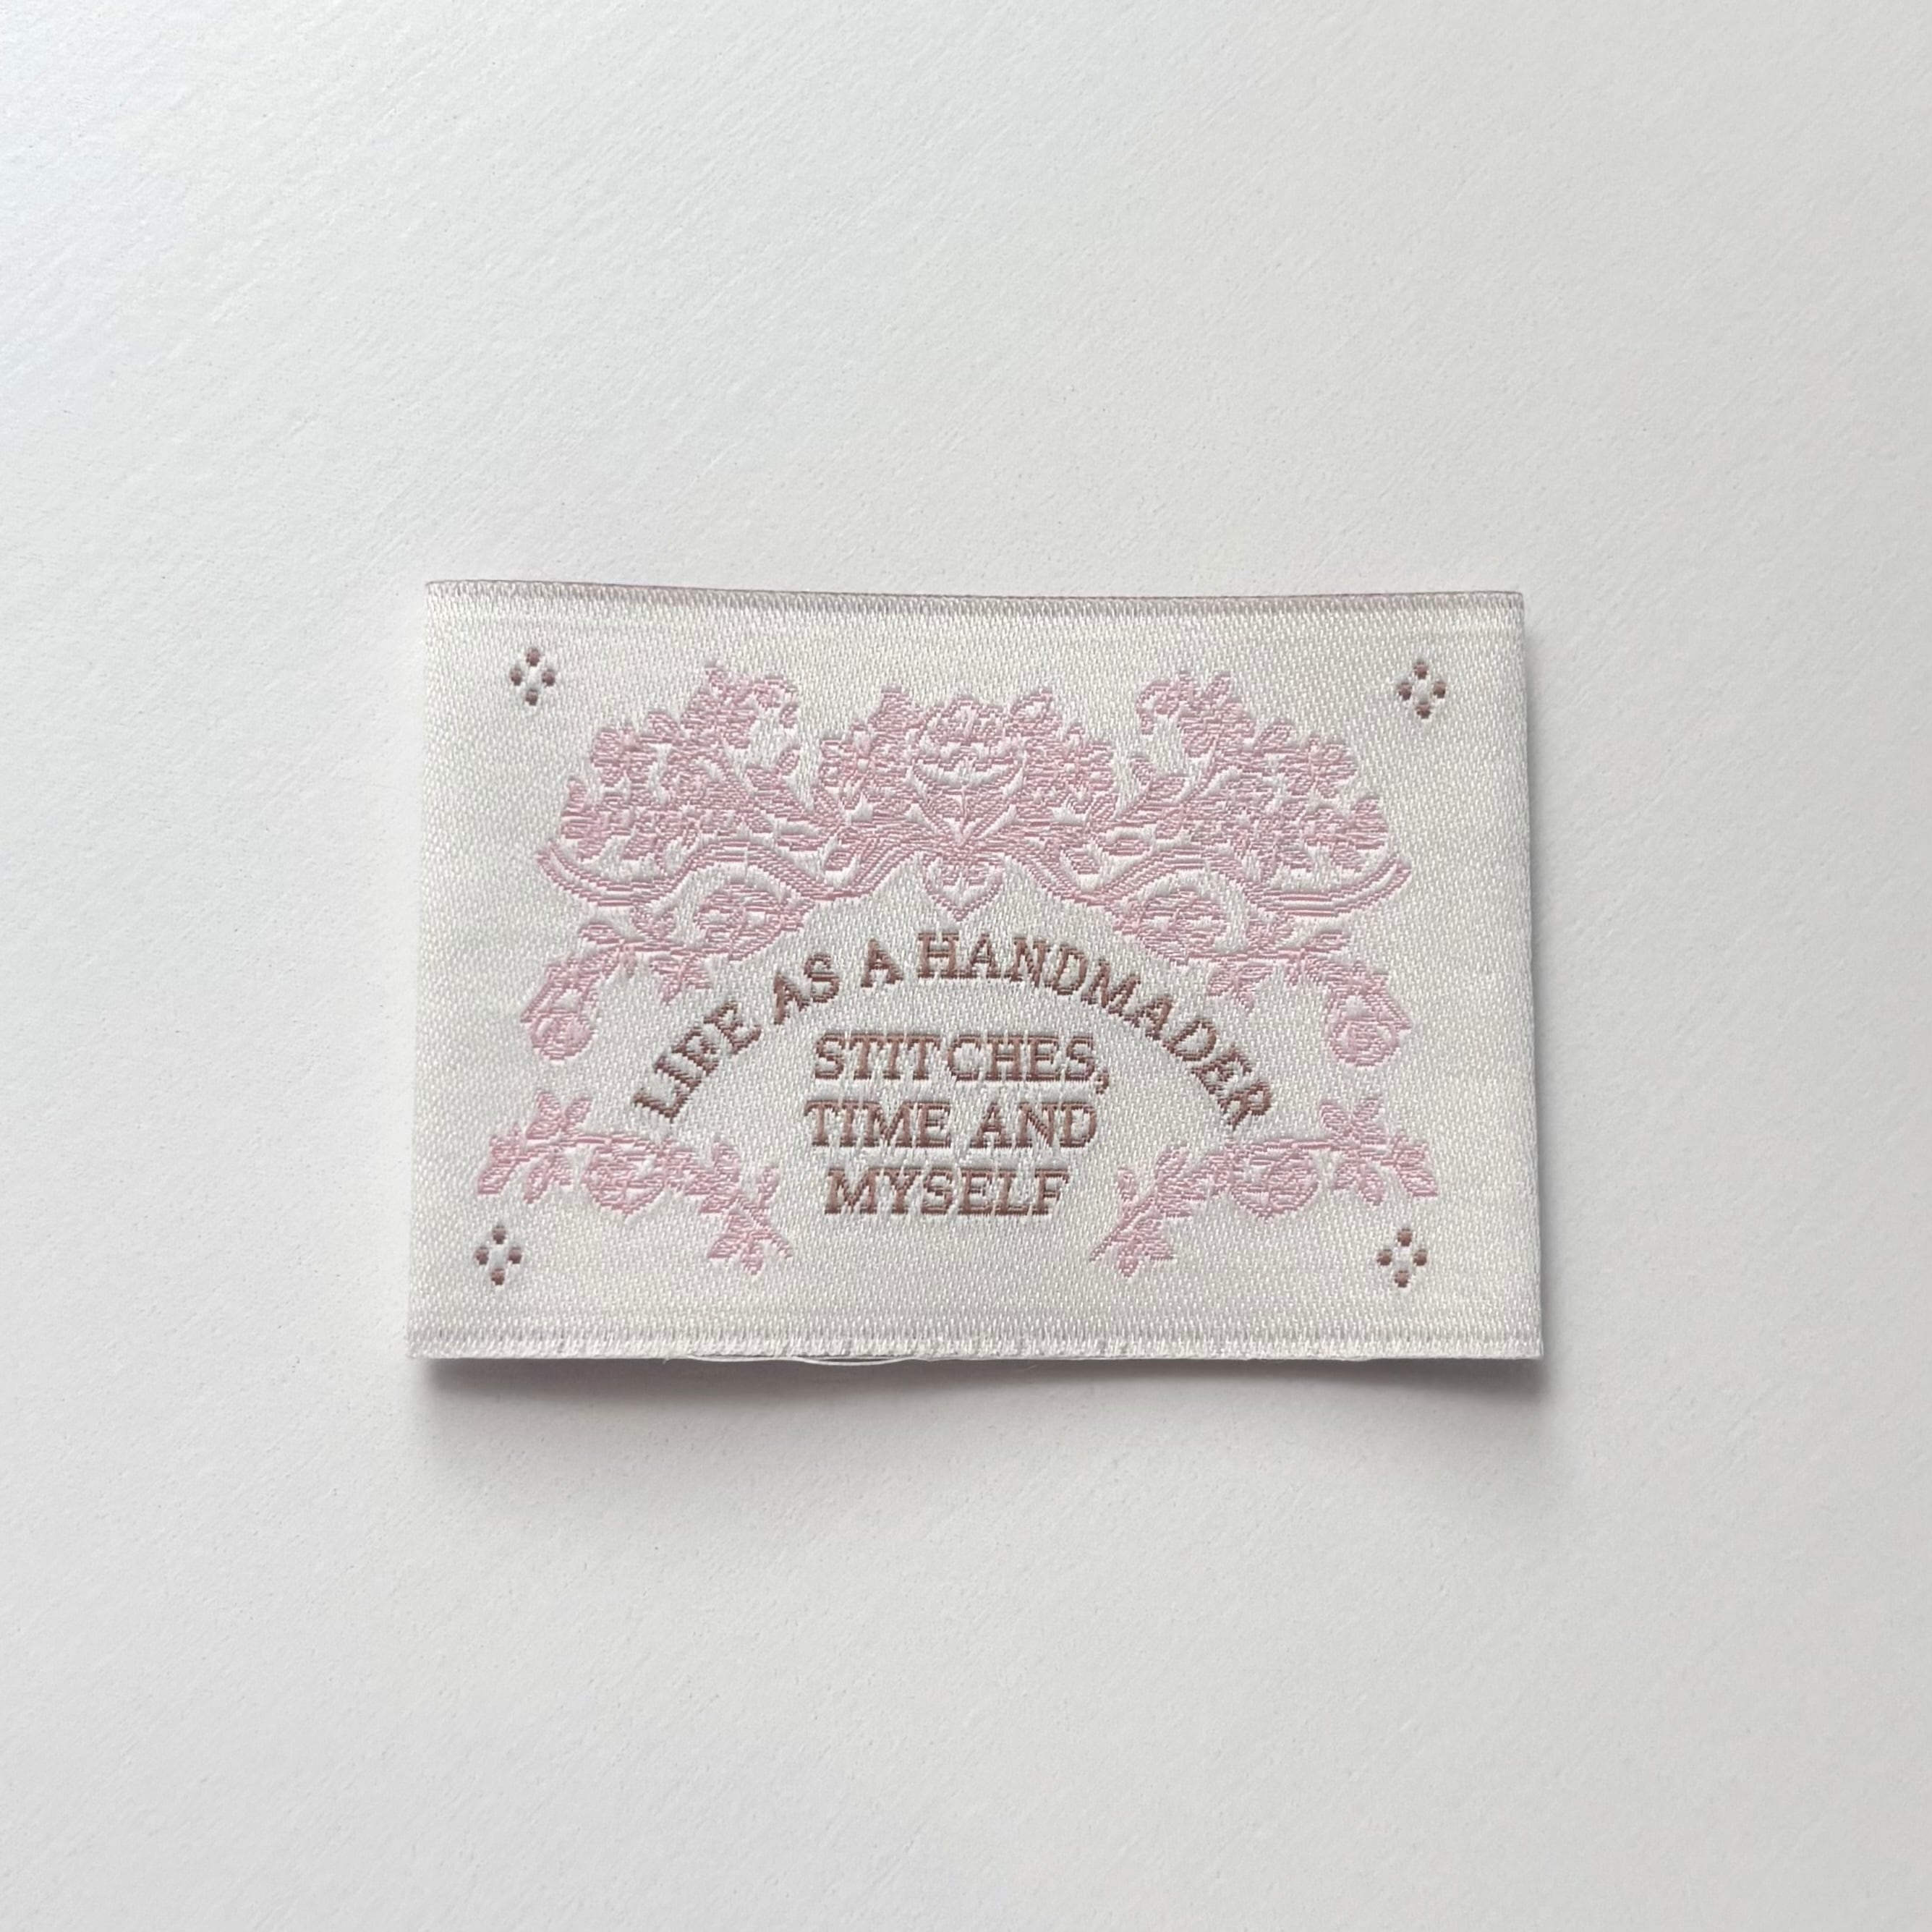 LIFE AS A HANDMADER
STITCHES,
TIME AND
MYSELF